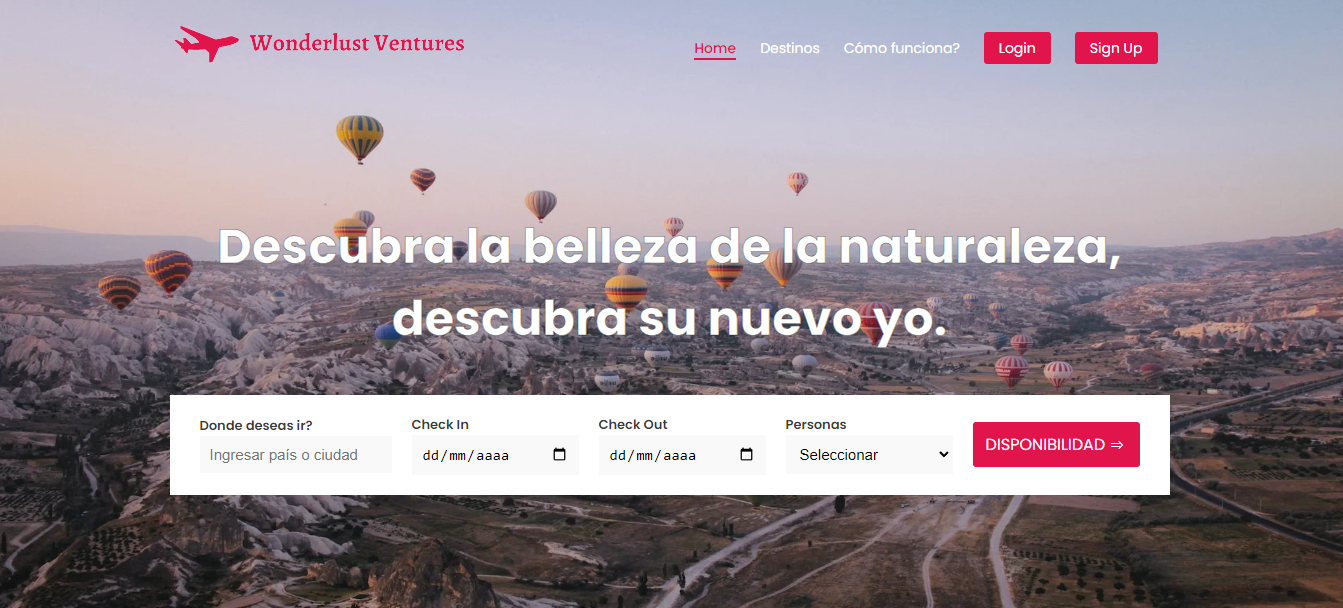 Wonderlust Ventures
Home Destinos Cómo funciona? Login Sign Up
Descubra la belleza de la naturaleza,
descubra su nuevo yo.
Donde deseas ir? Check In Check Out Personas
Ingresar país o ciudad dd/mm/aaaa dd/mm/aaaa Seleccionar DISPONIBILIDAD ⇒